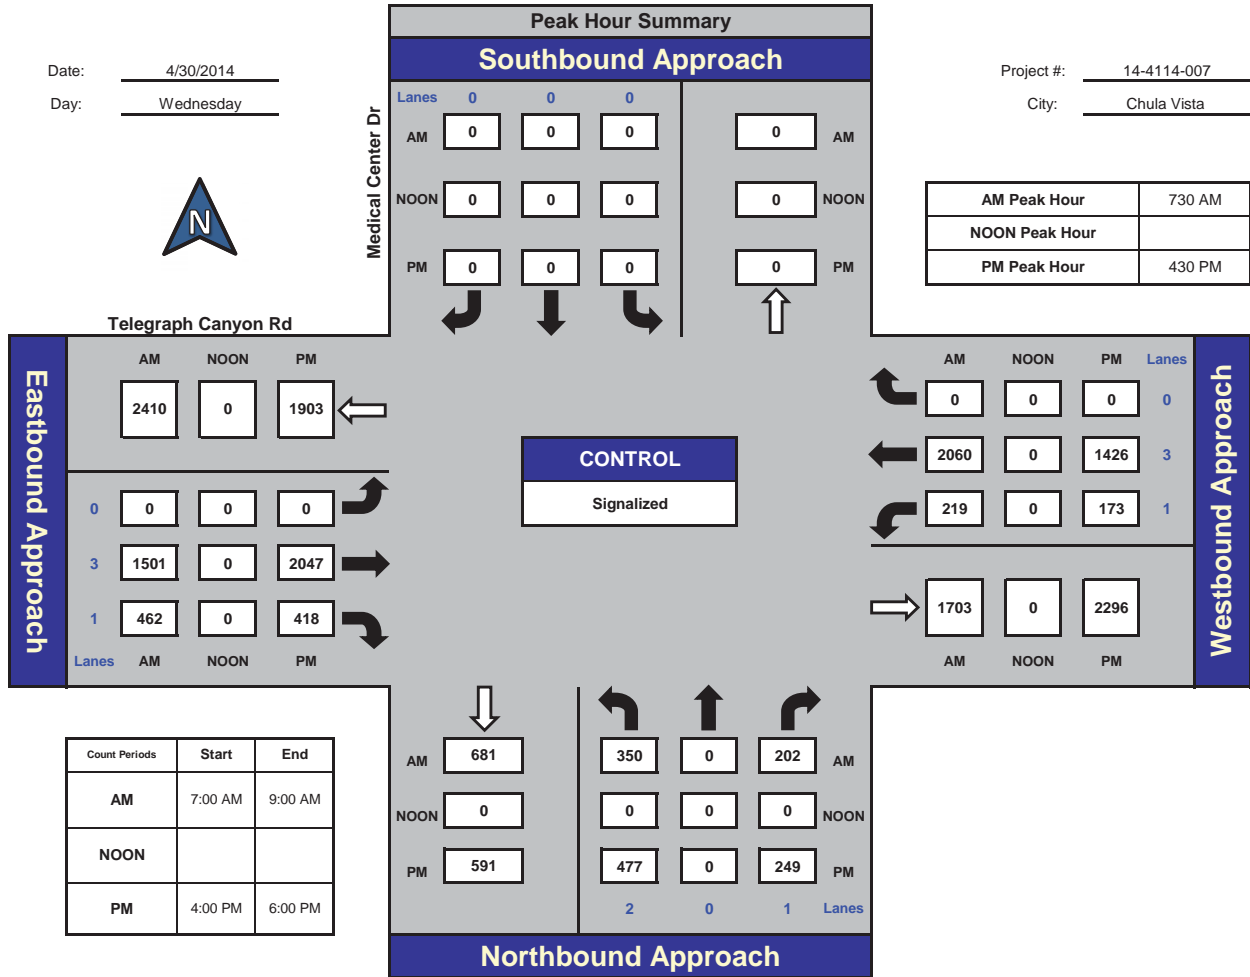 Peak Hour Summary
Southbound Approach
Date: 4/30/2014
Day: Wednesday
Project #: 14-4114-007
City: Chula Vista
Medical Center Dr
Lanes 0 0 0
AM 0 0 0 0 AM
NOON 0 0 0 0 NOON
PM 0 0 0 0 PM
N
AM Peak Hour 730 AM
NOON Peak Hour
PM Peak Hour 430 PM
Telegraph Canyon Rd
Eastbound Approach
AM NOON PM
2410 0 1903
0 0 0 0
3 1501 0 2047
1 462 0 418
Lanes AM NOON PM
CONTROL
Signalized
AM NOON PM Lanes
0 0 0 0
2060 0 1426 3
219 0 173 1
1703 0 2296
AM NOON PM
Westbound Approach
Count Periods Start End
AM 7:00 AM 9:00 AM
NOON
PM 4:00 PM 6:00 PM
AM 681 350 0 202 AM
NOON 0 0 0 0 NOON
PM 591 477 0 249 PM
2 0 1 Lanes
Northbound Approach